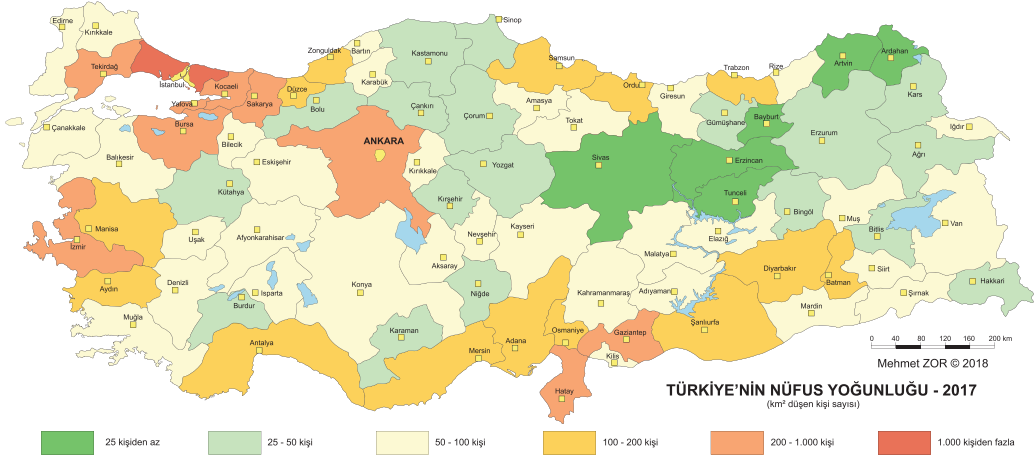 Edirne
Kırıkkale
Tekirdağ
İstanbul
Kocaeli
Yalova
Sakarya
Düzce
Bolu
Zonguldak
Bartın
Karabük
Kastamonu
Sinop
Samsun
Ordu
Giresun
Trabzon
Rize
Artvin
Ardahan
Kars
Iğdır
Çanakkale
Bursa
Bilecik
Balıkesir
Eskişehir
Kütahya
ANKARA
Çankırı
Çorum
Amasya
Tokat
Gümüşhane
Bayburt
Erzurum
Ağrı
Kırıkkale
Yozgat
Sivas
Erzincan
Tunceli
Kırşehir
Bingöl
Muş
Bitlis
Van
Manisa
İzmir
Uşak
Afyonkarahisar
Nevşehir
Kayseri
Aksaray
Malatya
Elazığ
Aydın
Denizli
Burdur
Isparta
Konya
Niğde
Kahramanmaraş
Adıyaman
Diyarbakır
Batman
Siirt
Şırnak
Hakkari
Mardin
Muğla
Antalya
Karaman
Mersin
Adana
Osmaniye
Gaziantep
Kilis
Şanlıurfa
Hatay
0 40 80 120 160 200 km
Mehmet ZOR © 2018
TÜRKİYE'NİN NÜFUS YOĞUNLUĞU - 2017
(km² düşen kişi sayısı)
25 kişiden az
25 - 50 kişi
50 - 100 kişi
100 - 200 kişi
200 - 1.000 kişi
1.000 kişiden fazla